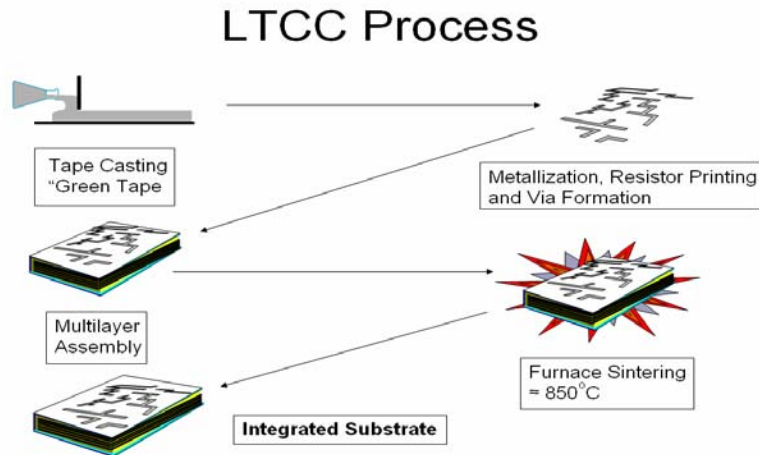 LTCC Process
Tape Casting
“Green Tape
Metallization, Resistor Printing
and Via Formation
Multilayer
Assembly
Furnace Sintering
= 850°C
Integrated Substrate